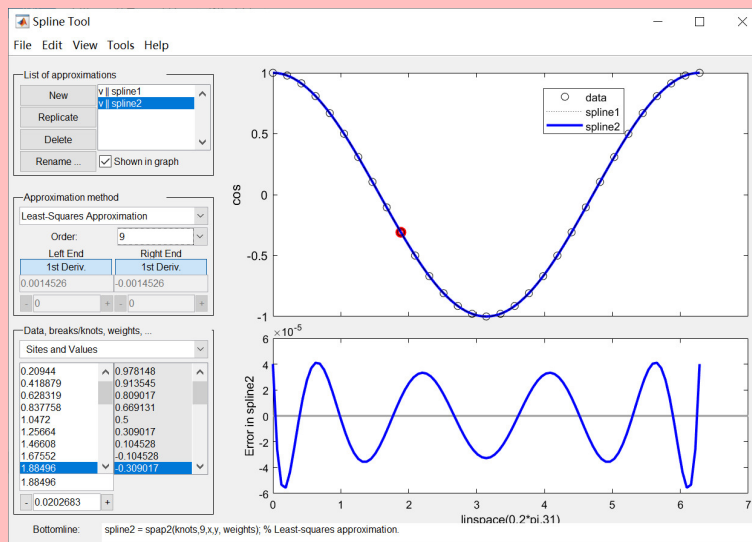 Spline Tool
File Edit View Tools Help
List of approximations
New
Replicate
Delete
Rename ...
v || spline1
v || spline2
Shown in graph
Approximation method
Least-Squares Approximation
Order:
9
Left End Right End
1st Deriv. 1st Deriv.
0.0014526 -0.0014526
- 0 + - 0 +
Data, breaks/knots, weights, ...
Sites and Values
0.20944 0.978148
0.418879 0.913545
0.628319 0.809017
0.837758 0.669131
1.0472 0.5
1.25664 0.309017
1.46608 0.104528
1.67552 -0.104528
1.88496 -0.309017
1.88496
- 0.0202683 +
1
0.5
0
-0.5
-1
cos
data
spline1
spline2
×10-5
6
4
2
0
-2
-4
-6
Error in spline2
0 1 2 3 4 5 6 7
linspace(0,2*pi,31)
Bottomline: spline2 = spap2(knots,9,x,y, weights); % Least-squares approximation.